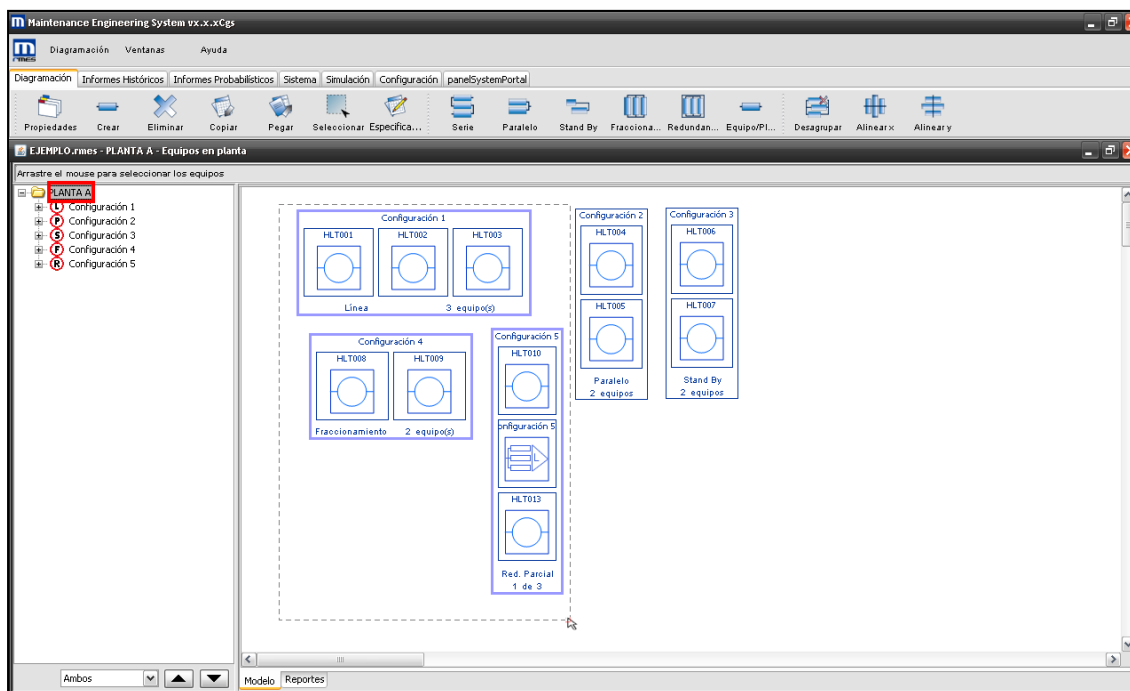 Maintenance Engineering System vx.x.xCgs
rmes Diagramación Ventanas Ayuda
Diagramación Informes Históricos Informes Probabilísticos Sistema Simulación Configuración panelSystemPortal
Propiedades Crear Eliminar Copiar Pegar Seleccionar Especifica... Serie Paralelo Stand By Fracciona... Redundan... Equipo/Pl... Desagrupar Alinear x Alinear y
EJEMPLO.rmes - PLANTA A - Equipos en planta
Arrastre el mouse para seleccionar los equipos
PLANTA A
L Configuración 1
P Configuración 2
S Configuración 3
F Configuración 4
R Configuración 5
Configuración 1
HLT001 HLT002 HLT003
Línea 3 equipo(s)
Configuración 2
HLT004
HLT005
Paralelo
2 equipos
Configuración 3
HLT006
HLT007
Stand By
2 equipos
Configuración 4
HLT008 HLT009
Fraccionamiento 2 equipo(s)
Configuración 5
HLT010
onfiguración 5
L
HLT013
Red. Parcial
1 de 3
Ambos
Modelo Reportes